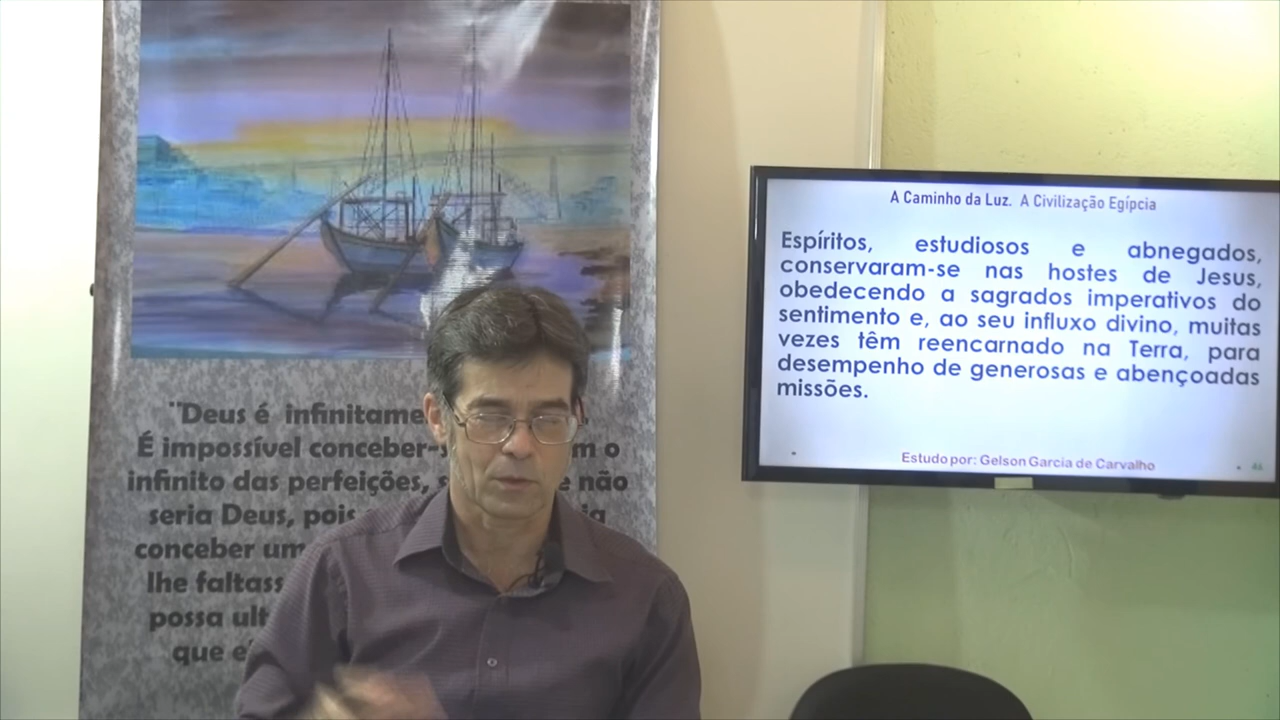 "Deus é infinitame
É impossível conceber-s m o
infinito das perfeições, s e não
seria Deus, pois ia
conceber um
lhe faltass
possa ult
que e
A Caminho da Luz. A Civilização Egípcia
Espíritos, estudiosos e abnegados,
conservaram-se nas hostes de Jesus,
obedecendo a sagrados imperativos do
sentimento e, ao seu influxo divino, muitas
vezes têm reencarnado na Terra, para
desempenho de generosas e abençoadas
missões.
Estudo por: Gelson Garcia de Carvalho